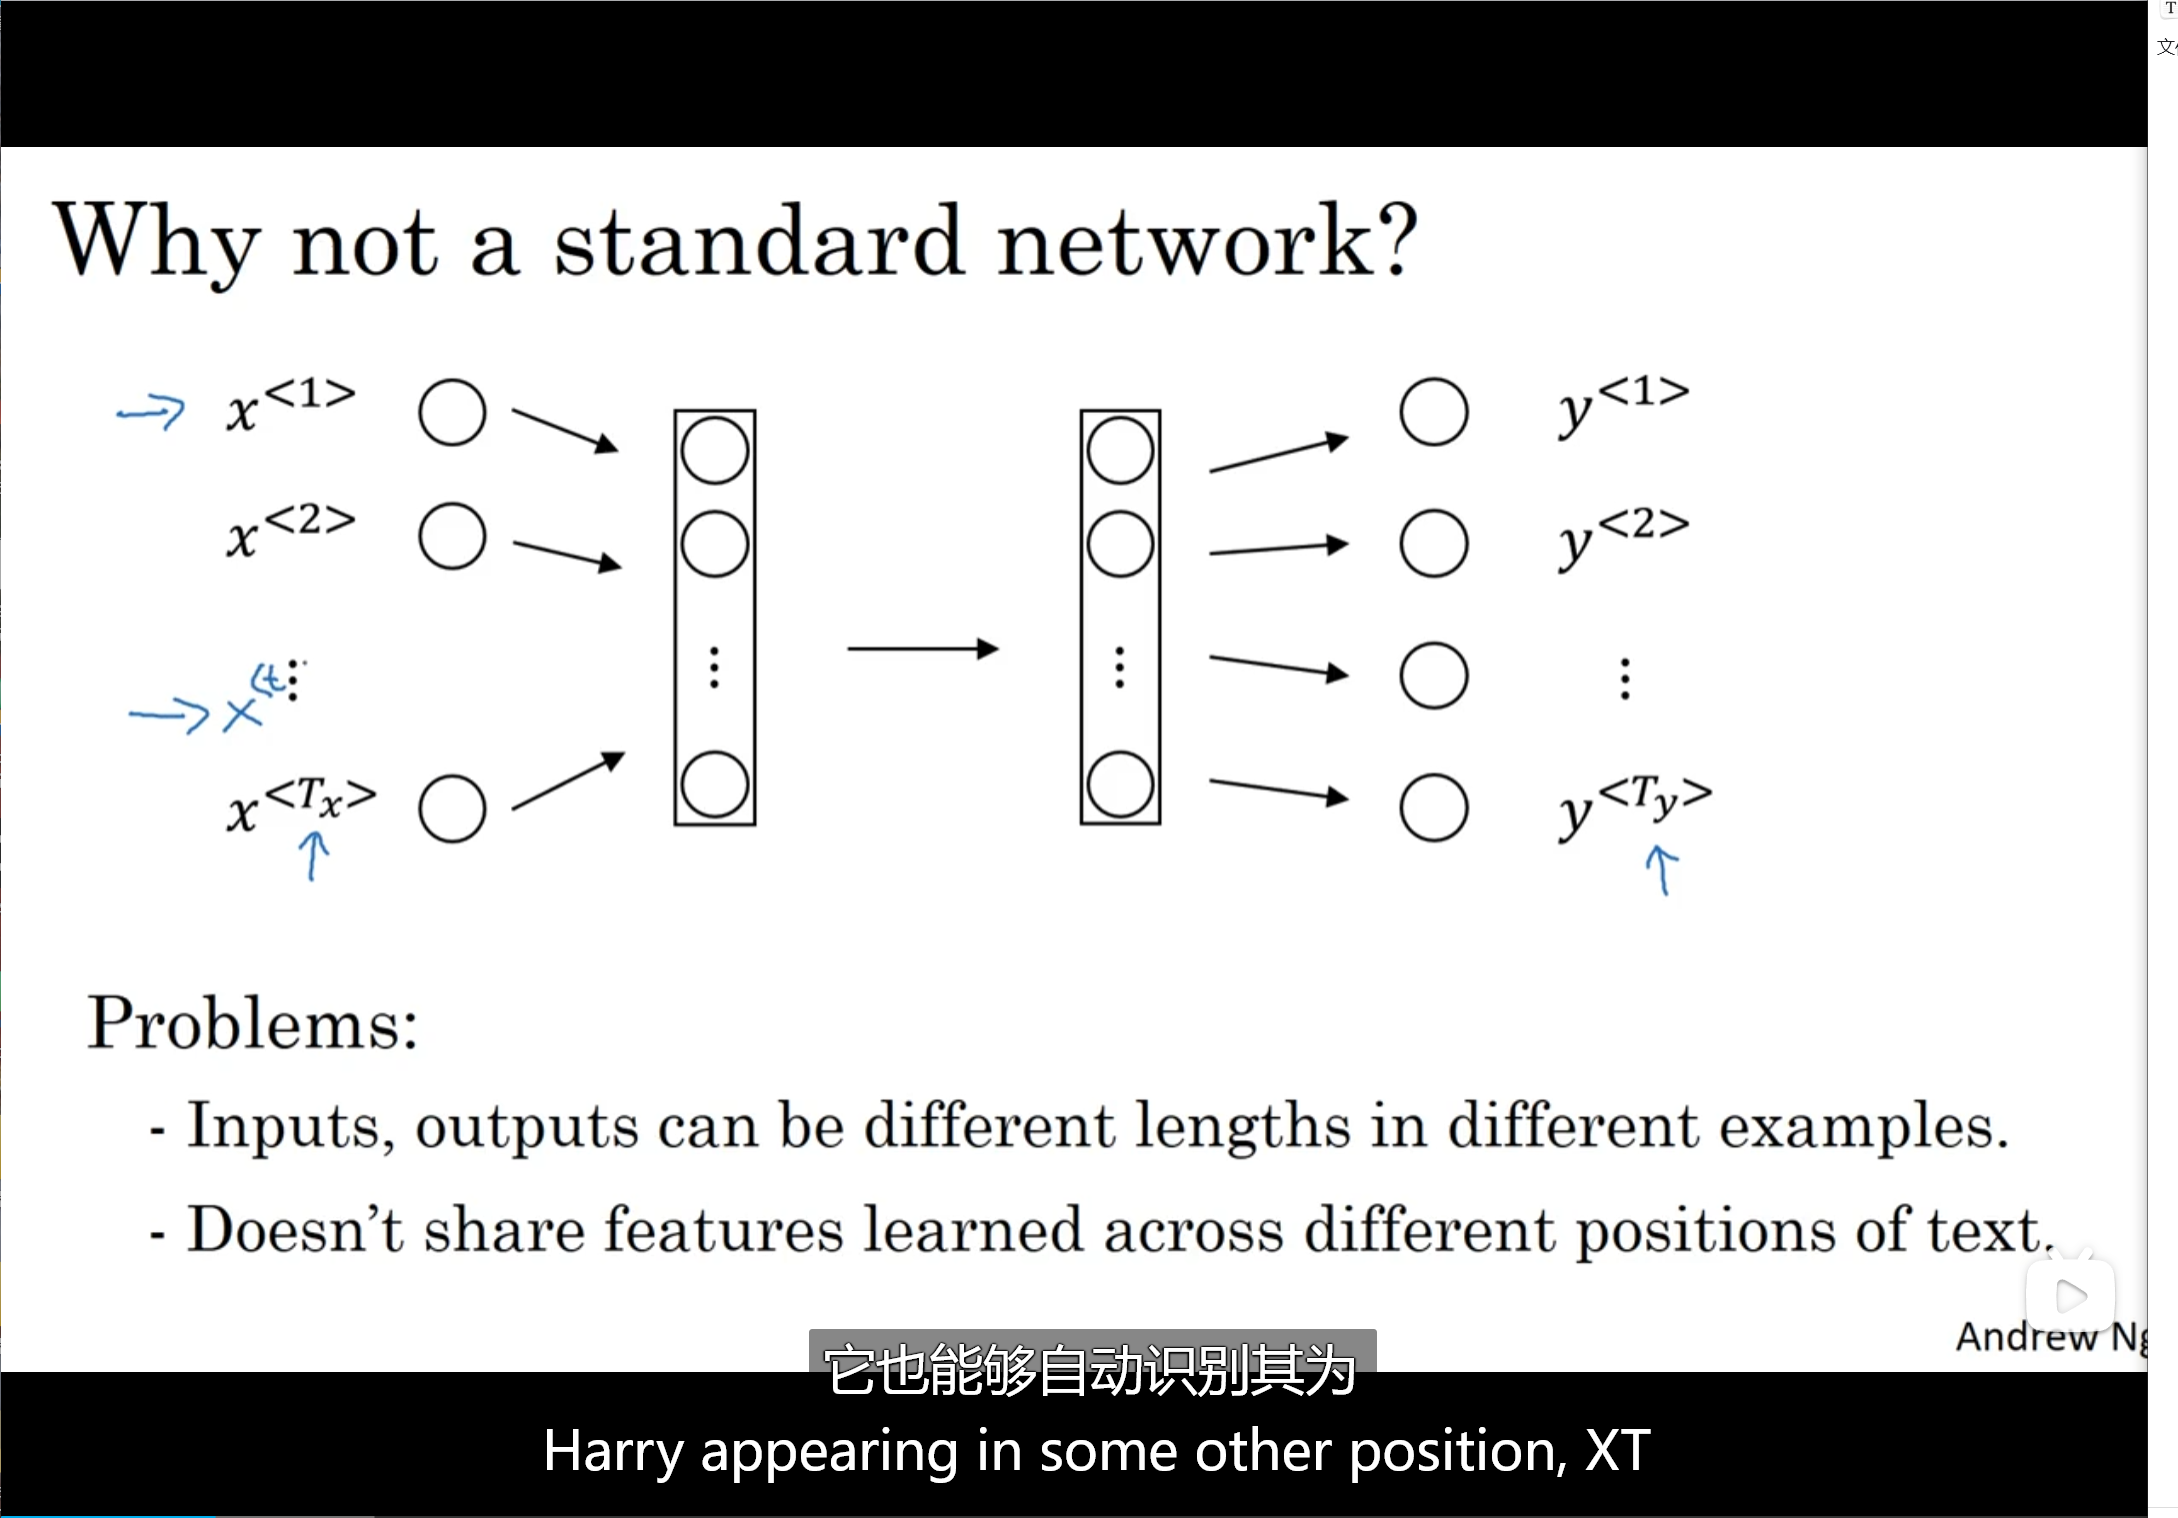 Why not a standard network?
x<1>
y<1>
x<2>
y<2>
x(t
x<Tx>
y<Ty>
Problems:
- Inputs, outputs can be different lengths in different examples.
- Doesn't share features learned across different positions of text.
Andrew Ng
它也能够自动识别其为
Harry appearing in some other position, XT
T